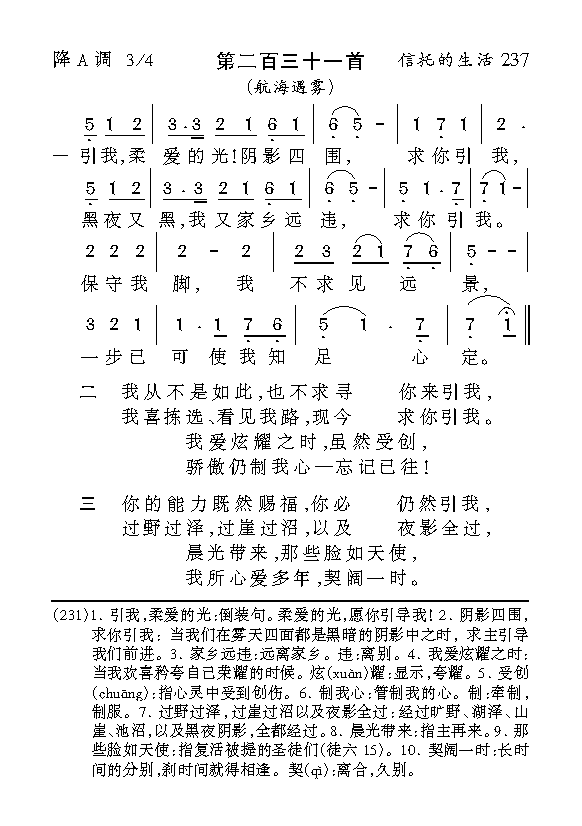 降A调 3/4 第二百三十一首 信托的生活 237
(航海遇雾)
5 1 2 | 3·3 2 1 6 1 | 6 5 - | 1 7 1 | 2 ·
一 引我,柔 爱的光!阴影四 围, 求你引 我,
5 1 2 | 3·3 2 1 6 1 | 6 5 - | 5 1·7 | 7 1 - |
黑夜又 黑,我又家乡远 违, 求你引 我。
2 2 2 | 2 - 2 | 2 3 2 1 7 6 | 5 - - |
保守我 脚, 我 不求见远 景,
3 2 1 | 1·1 7 6 | 5 1·7 | 7 1 ‖
一步已 可使我知 足 心 定。
二 我从不是如此,也不求寻 你来引我,
我喜拣选、看见我路,现今 求你引我。
我爱炫耀之时,虽然受创,
骄傲仍制我心—忘记已往!
三 你的能力既然赐福,你必 仍然引我,
过野过泽,过崖过沼,以及 夜影全过,
晨光带来,那些脸如天使,
我所心爱多年,契阔一时。
(231)1. 引我,柔爱的光:倒装句。柔爱的光,愿你引导我!2. 阴影四围,
求你引我:当我们在雾天四面都是黑暗的阴影中之时,求主引导
我们前进。3. 家乡远违:远离家乡。违:离别。4. 我爱炫耀之时:
当我欢喜矜夸自己荣耀的时候。炫(xuàn)耀:显示,夸耀。5. 受创
(chuāng):指心灵中受到创伤。6. 制我心:管制我的心。制:牵制,
制服。7. 过野过泽,过崖过沼以及夜影全过:经过旷野、湖泽、山
崖、池沼,以及黑夜阴影,全都经过。8. 晨光带来:指主再来。9. 那
些脸如天使:指复活被提的圣徒们(徒六15)。10. 契阔一时:长时
间的分别,刹时间就得相逢。契(qì):离合,久别。